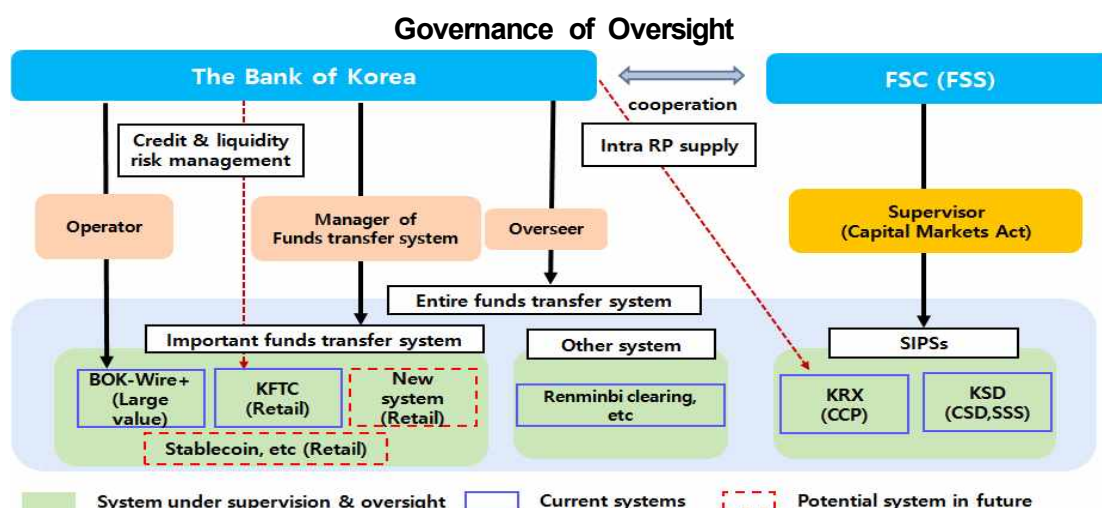 Governance of Oversight
The Bank of Korea
FSC (FSS)
cooperation
Credit & liquidity
risk management
Intra RP supply
Operator
Manager of
Funds transfer system
Overseer
Supervisor
(Capital Markets Act)
Entire funds transfer system
Important funds transfer system
Other system
SIPSs
BOK-Wire+
(Large
value)
KFTC
(Retail)
New
system
(Retail)
Renminbi clearing,
etc
KRX
(CCP)
KSD
(CSD,SSS)
Stablecoin, etc (Retail)
System under supervision & oversight
Current systems
Potential system in future